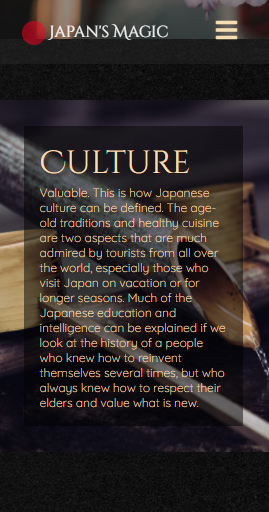 Japan's Magic
Culture
Valuable. This is how Japanese
culture can be defined. The age-
old traditions and healthy cuisine
are two aspects that are much
admired by tourists from all over
the world, especially those who
visit Japan on vacation or for
longer seasons. Much of the
Japanese education and
intelligence can be explained if we
look at the history of a people
who knew how to reinvent
themselves several times, but who
always knew how to respect their
elders and value what is new.